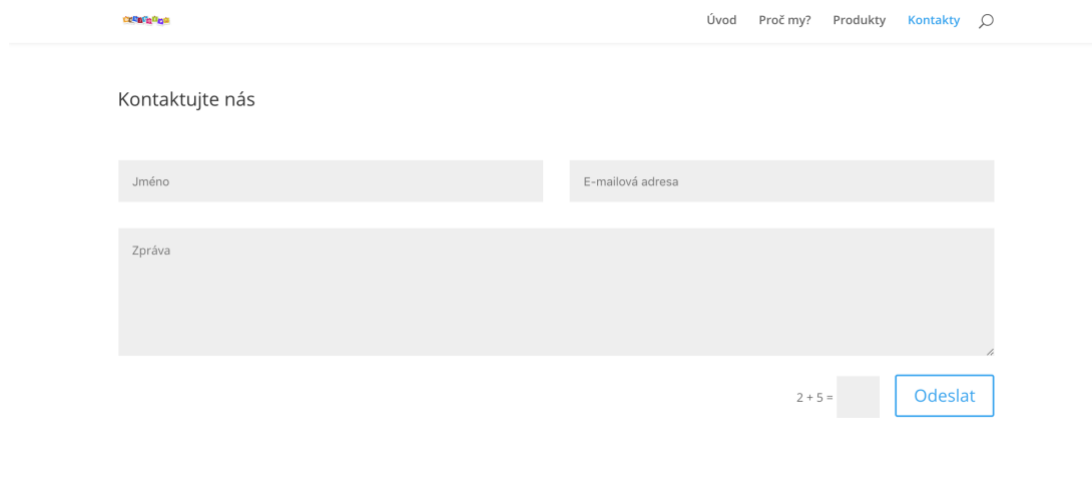 Úvod Proč my? Produkty Kontakty
Kontaktujte nás
Jméno E-mailová adresa
Zpráva
2 + 5 = Odeslat